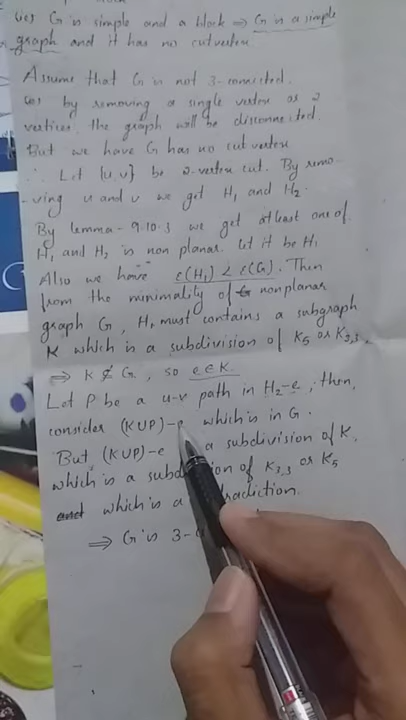 (ie) G is simple and a block ⇒ G is a simple
graph and it has no cutvertex.
Assume that G is not 3-connected.
(ie) by removing a single vertex or 2
vertices the graph will be disconnected.
But we have G has no cut vertex
∴ Let {u, v} be 2-vertex cut. By remo-
-ving u and v we get H₁ and H₂.
By lemma - 9.10.3 we get atleast one of
H₁ and H₂ is non planar. Let it be H₁
Also we have ε(H₁) < ε(G). Then
from the minimality of nonplanar
graph G, H₁ must contains a subgraph
K which is a subdivision of K₅ or K₃,₃.
⇒ K ⊄ G, so e ∈ K.
Let P be a u-v path in H₂-e, then,
consider (K∪P)-e which is in G.
But (K∪P)-e a subdivision of K,
which is a of K₃,₃ or K₅
which is a
⇒ G is 3-